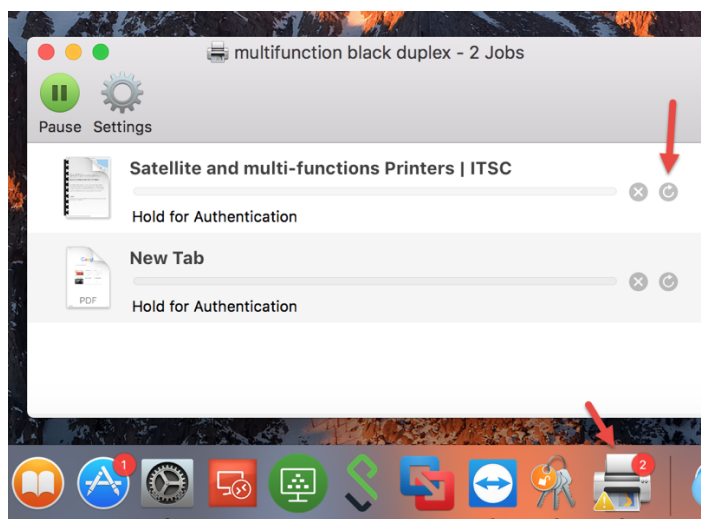 multifunction black duplex - 2 Jobs
Pause Settings
Satellite and multi-functions Printers | ITSC
Hold for Authentication
New Tab
PDF
Hold for Authentication
1
2